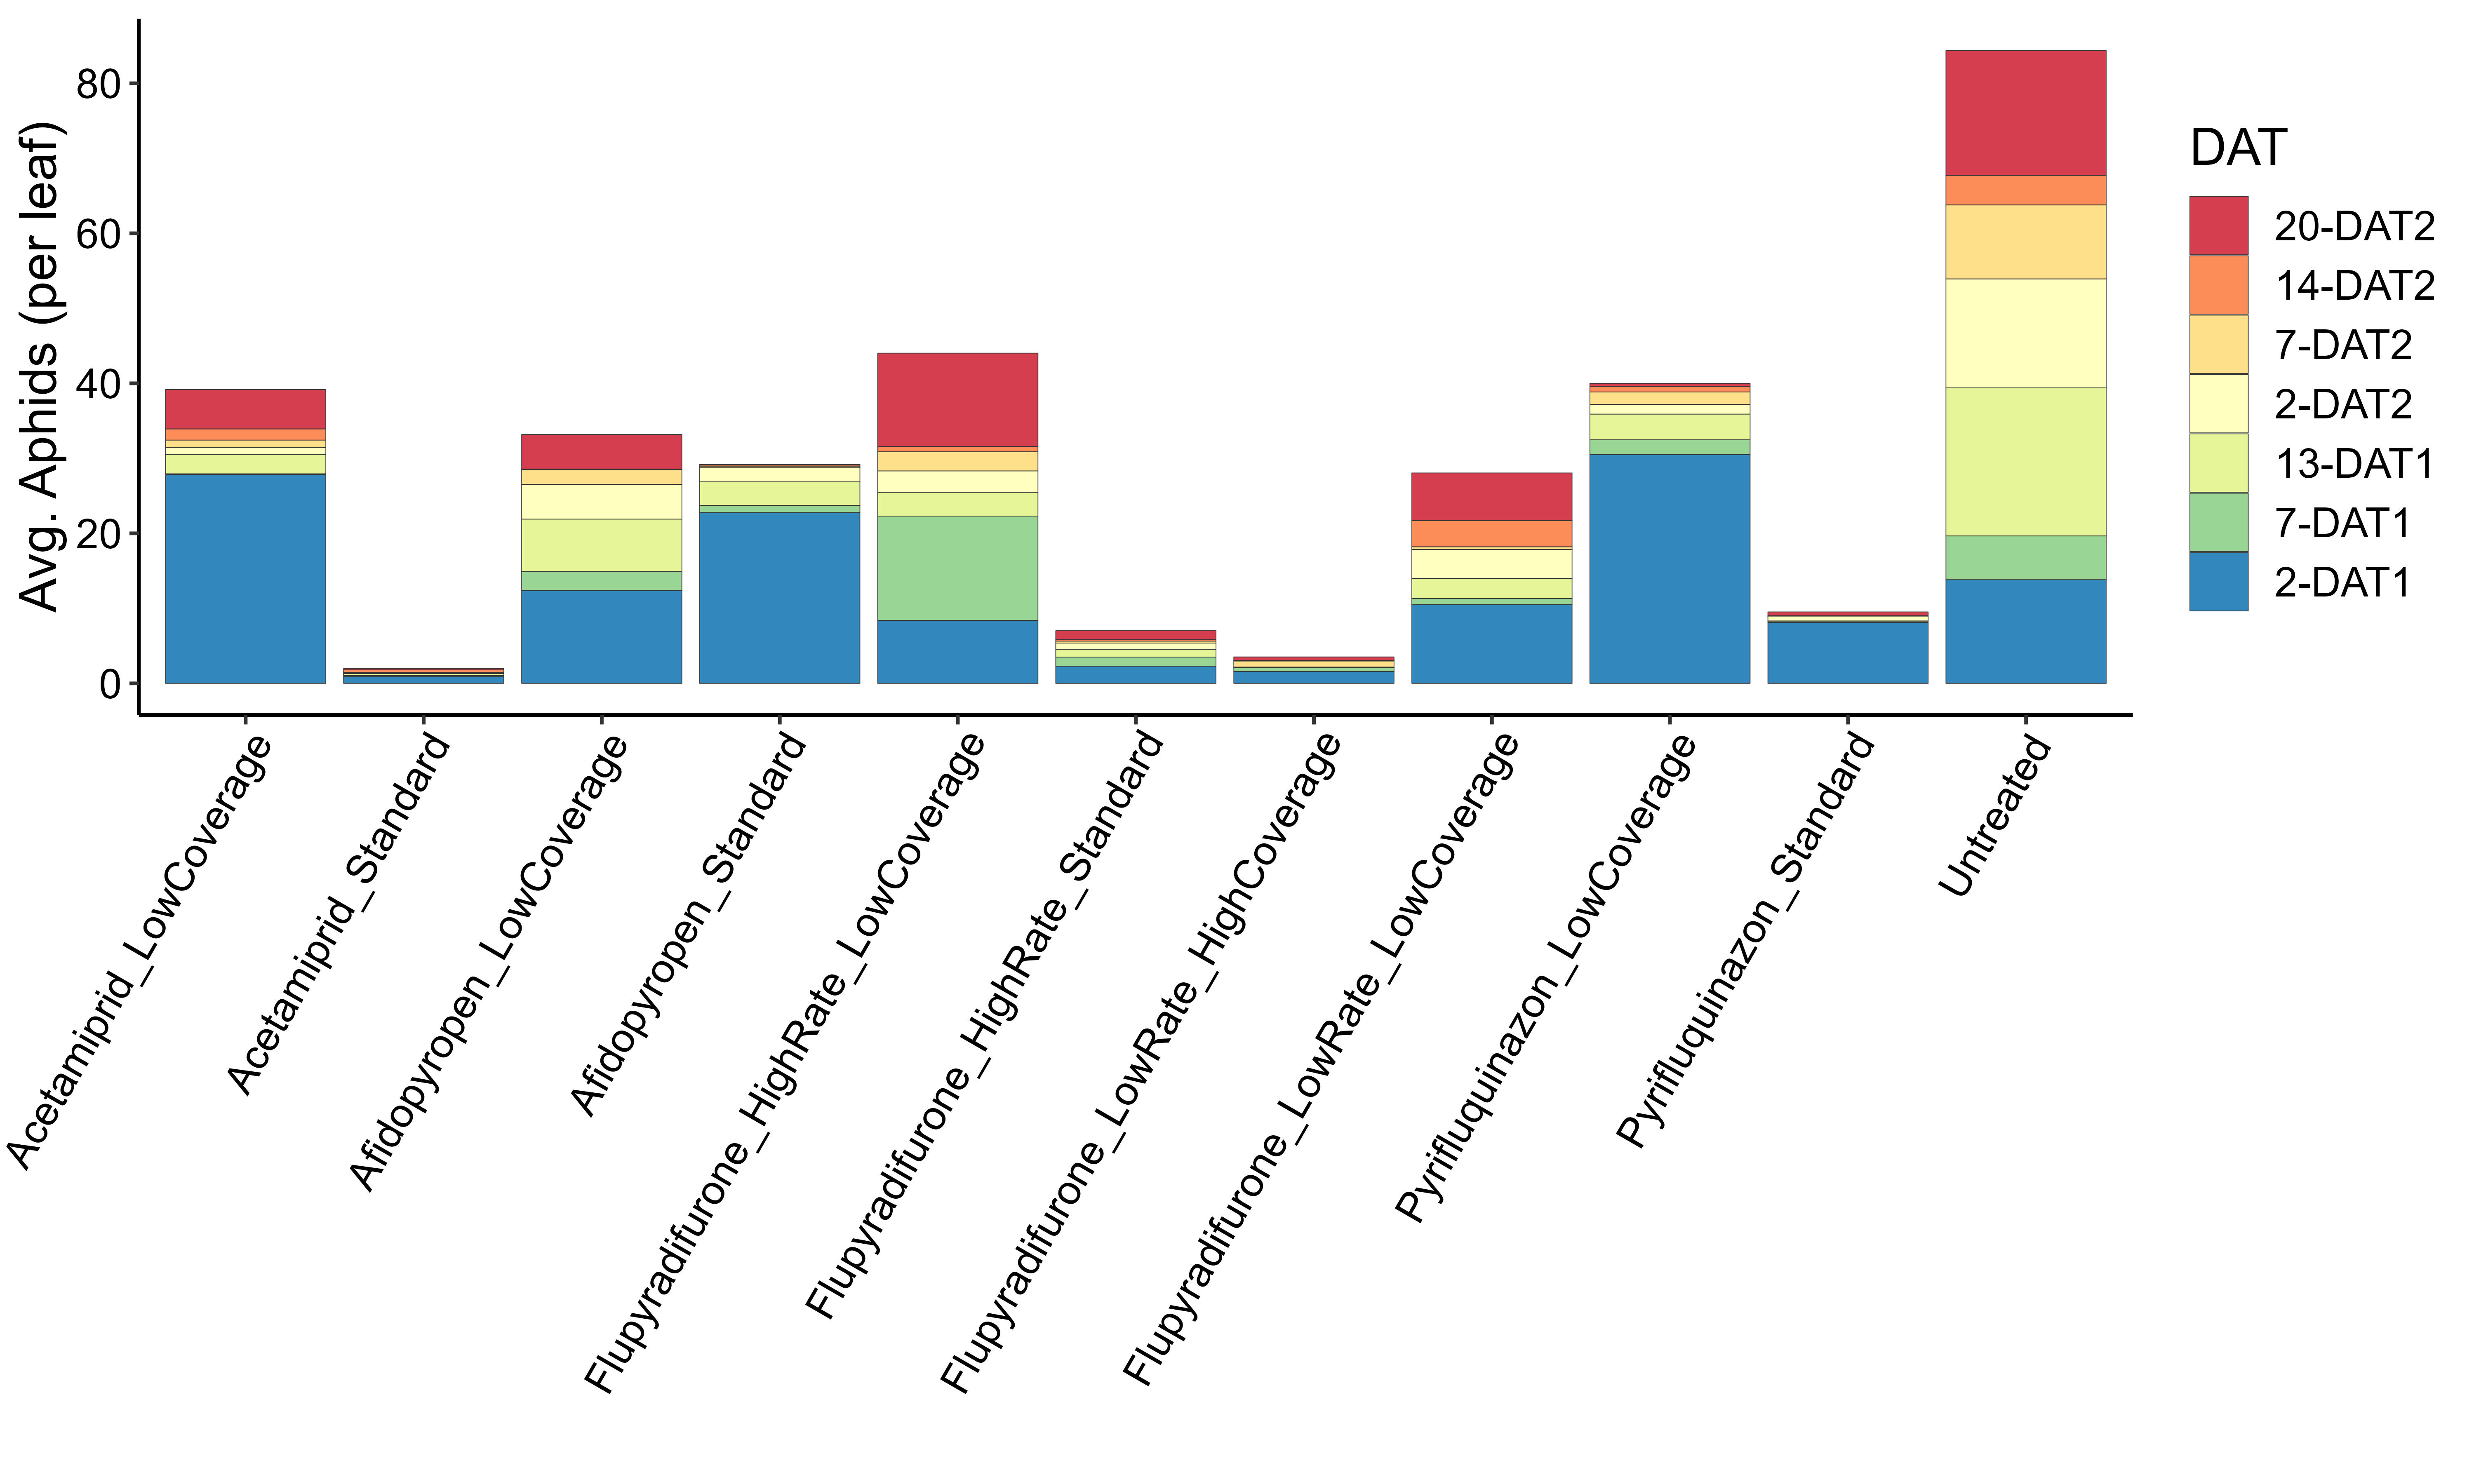 Avg. Aphids (per leaf)
80
60
40
20
0
Acetamiprid_LowCoverage
Acetamiprid_Standard
Afidopyropen_LowCoverage
Afidopyropen_Standard
Flupyradifurone_HighRate_LowCoverage
Flupyradifurone_HighRate_Standard
Flupyradifurone_LowRate_HighCoverage
Flupyradifurone_LowRate_LowCoverage
Pyrifluquinazon_LowCoverage
Pyrifluquinazon_Standard
Untreated
DAT
20-DAT2
14-DAT2
7-DAT2
2-DAT2
13-DAT1
7-DAT1
2-DAT1